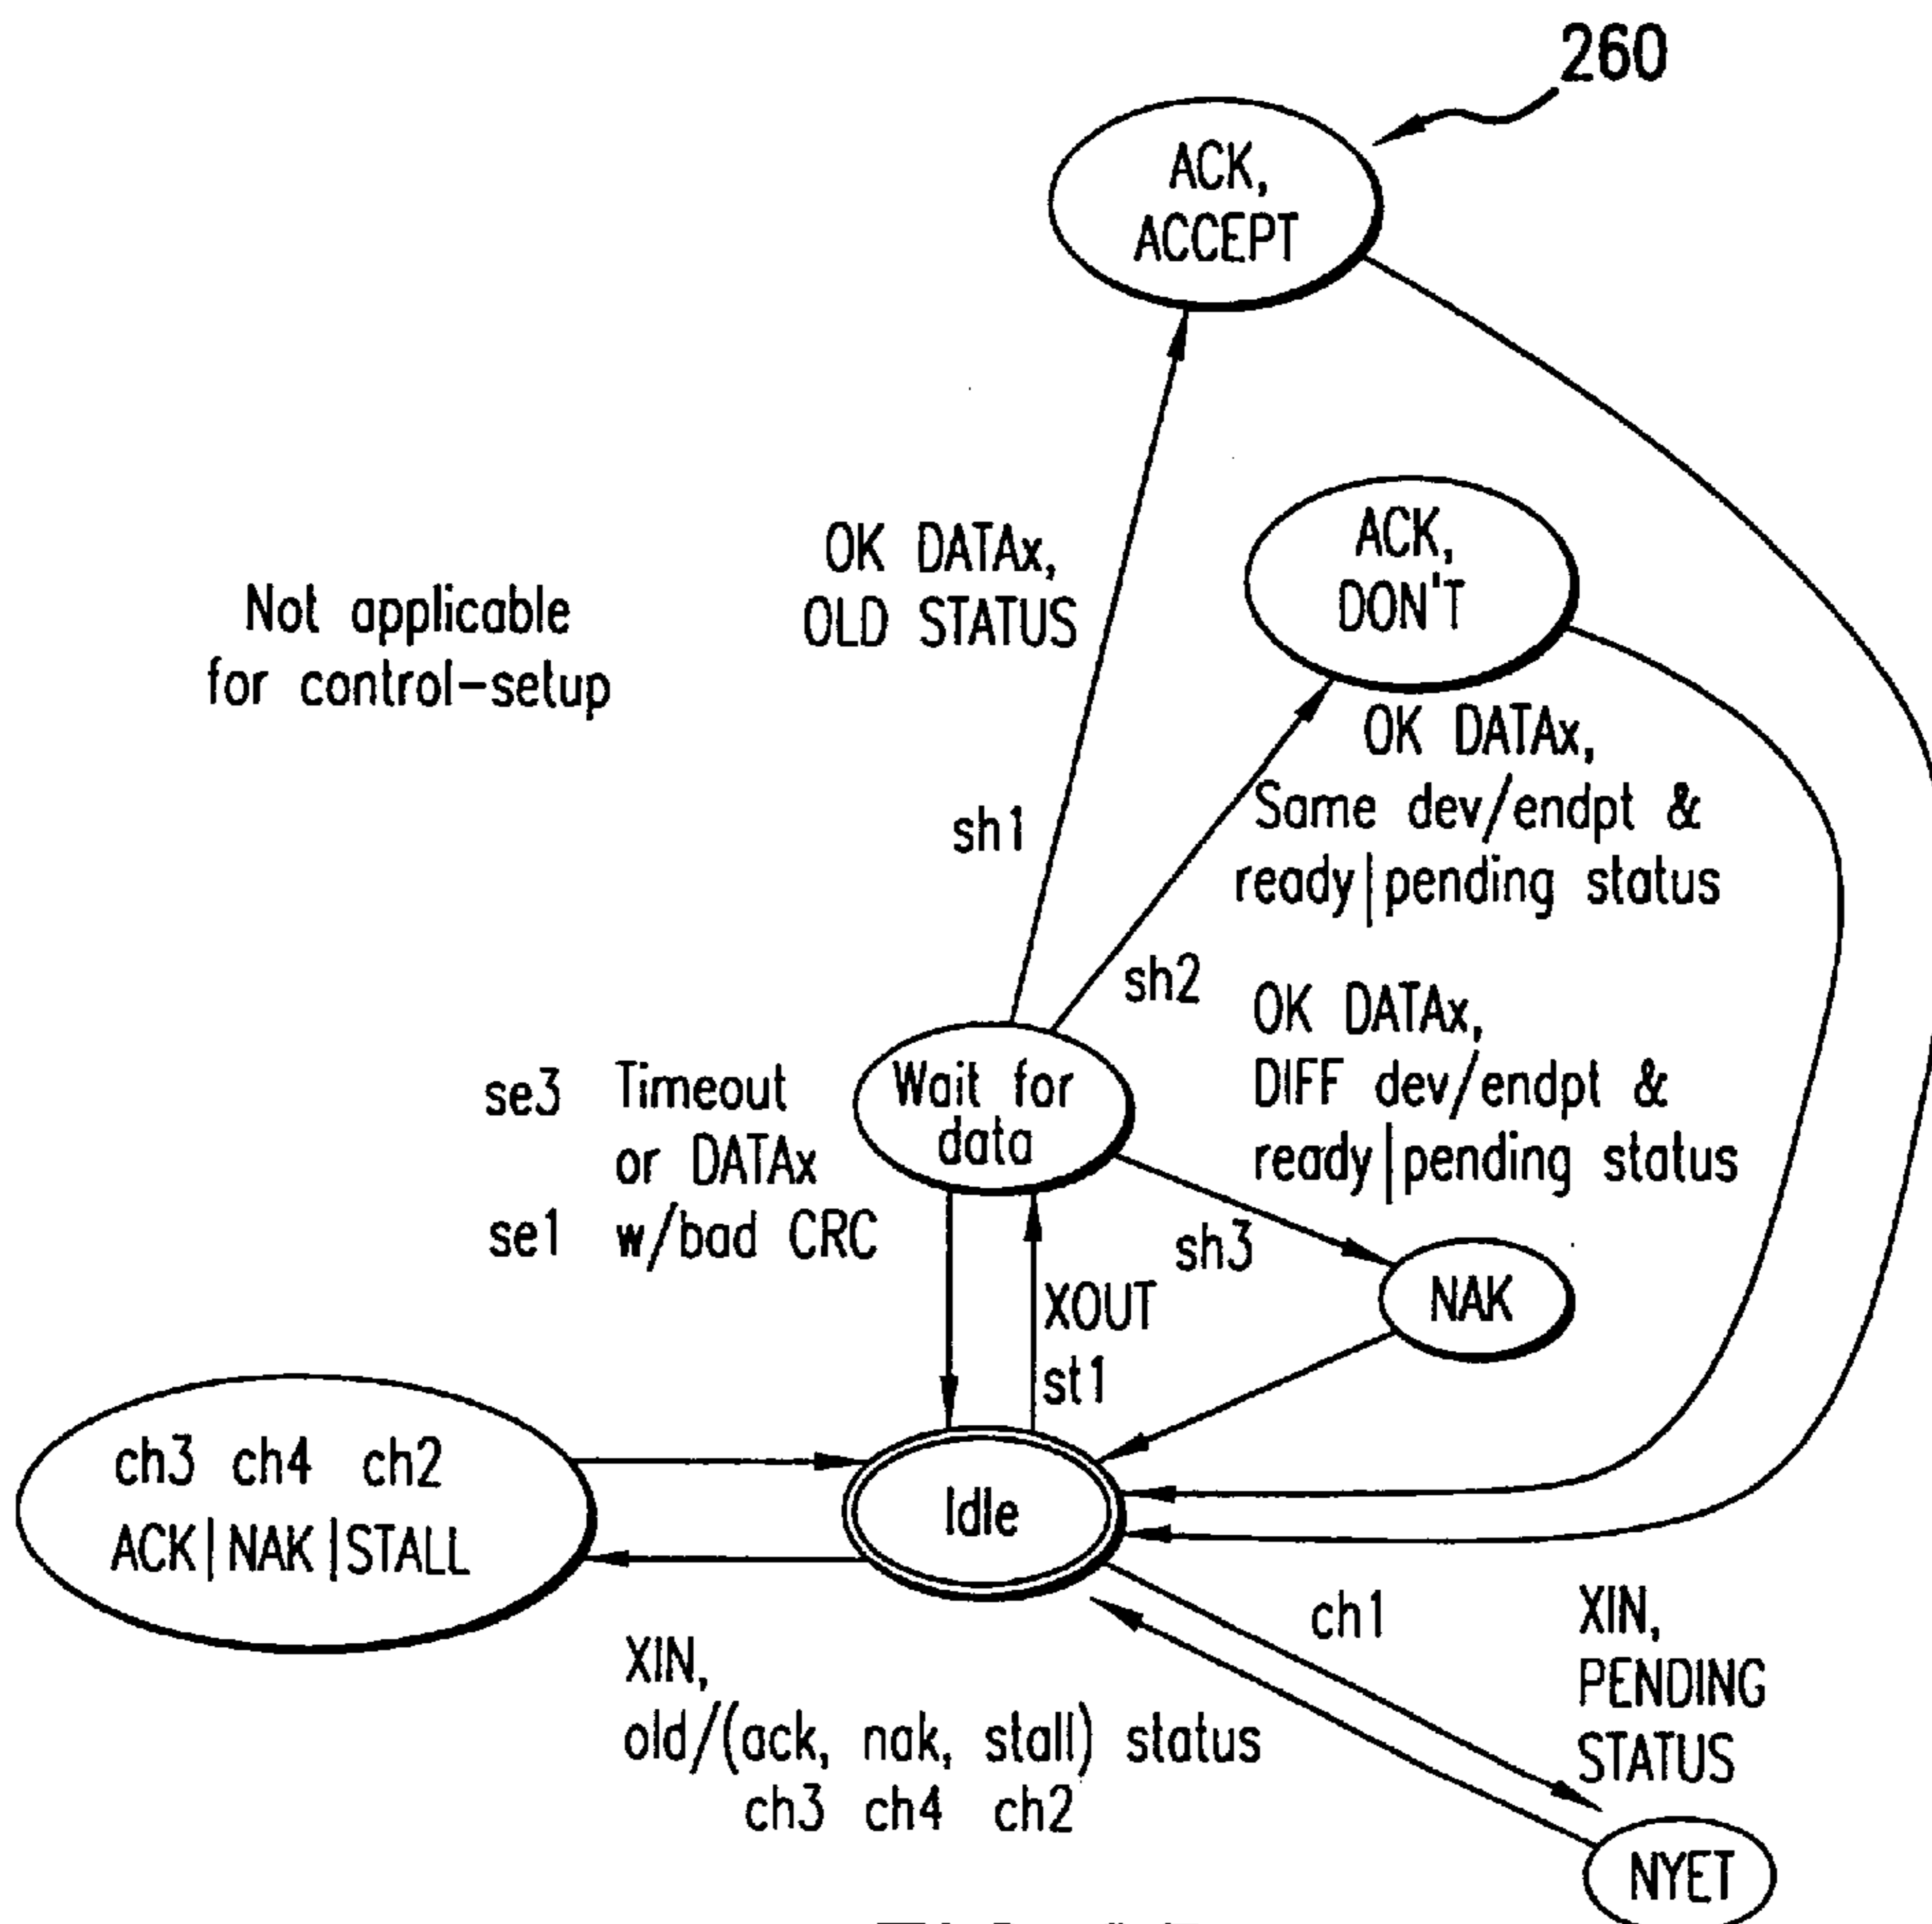 260
ACK,
ACCEPT
OK DATAx,
OLD STATUS
Not applicable
for control-setup
ACK,
DON'T
OK DATAx,
Same dev/endpt &
ready|pending status
sh1
sh2
OK DATAx,
DIFF dev/endpt &
ready|pending status
se3 Timeout
or DATAx
se1 w/bad CRC
Wait for
data
sh3
NAK
XOUT
st1
ch3 ch4 ch2
ACK|NAK|STALL
Idle
XIN,
old/(ack, nak, stall) status
ch3 ch4 ch2
ch1
XIN,
PENDING
STATUS
NYET